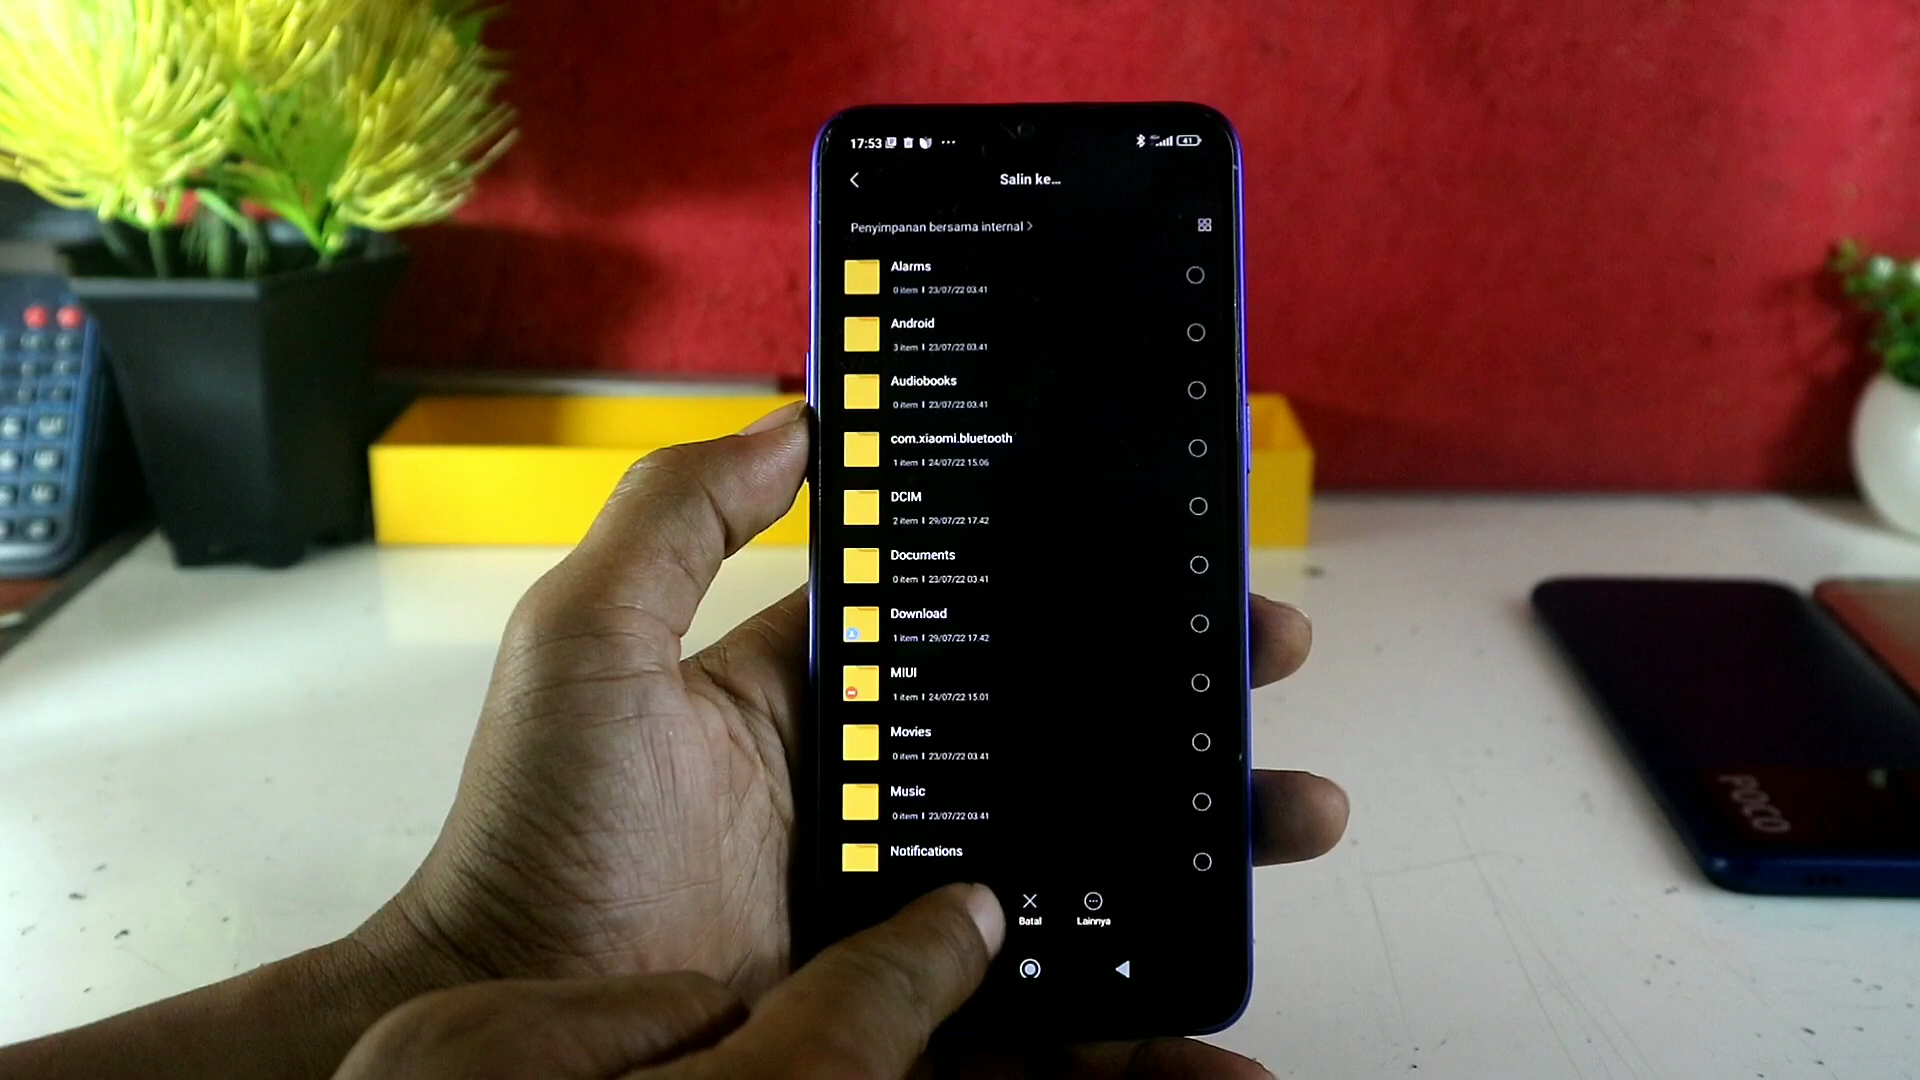 17:53
41
Salin ke...
Penyimpanan bersama internal >
Alarms
0 item | 23/07/22 03.41
Android
3 item | 23/07/22 03.41
Audiobooks
0 item | 23/07/22 03.41
com.xiaomi.bluetooth
1 item | 24/07/22 15.06
DCIM
2 item | 29/07/22 17.42
Documents
0 item | 23/07/22 03.41
Download
1 item | 29/07/22 17.42
MIUI
1 item | 24/07/22 15.01
Movies
0 item | 23/07/22 03.41
Music
0 item | 23/07/22 03.41
Notifications
Batal
Lainnya
POCO